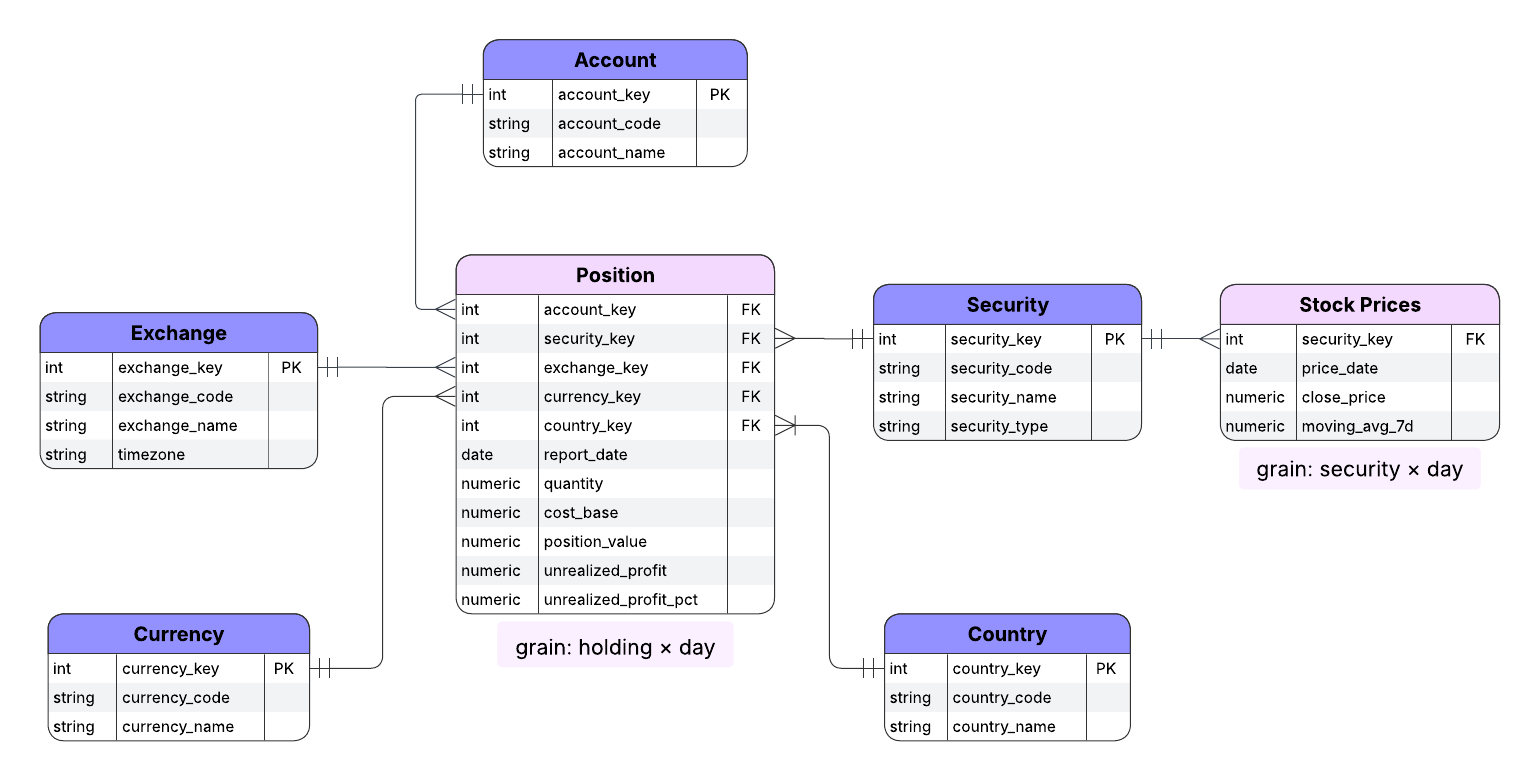 Account
int account_key PK
string account_code
string account_name
Position
int account_key FK
int security_key FK
int exchange_key FK
int currency_key FK
int country_key FK
date report_date
numeric quantity
numeric cost_base
numeric position_value
numeric unrealized_profit
numeric unrealized_profit_pct
grain: holding × day
Exchange
int exchange_key PK
string exchange_code
string exchange_name
string timezone
Security
int security_key PK
string security_code
string security_name
string security_type
Stock Prices
int security_key FK
date price_date
numeric close_price
numeric moving_avg_7d
grain: security × day
Currency
int currency_key PK
string currency_code
string currency_name
Country
int country_key PK
string country_code
string country_name